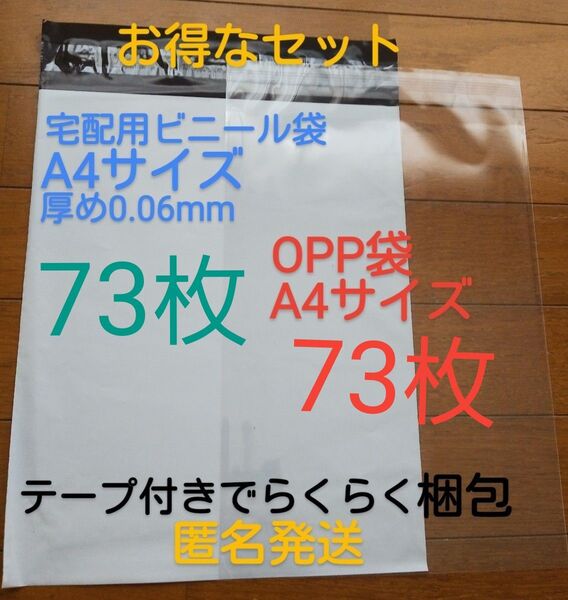 お得なセット
宅配用ビニール袋
A4サイズ
厚め0.06mm
73枚
OPP袋
A4サイズ
73枚
テープ付きでらくらく梱包
匿名発送